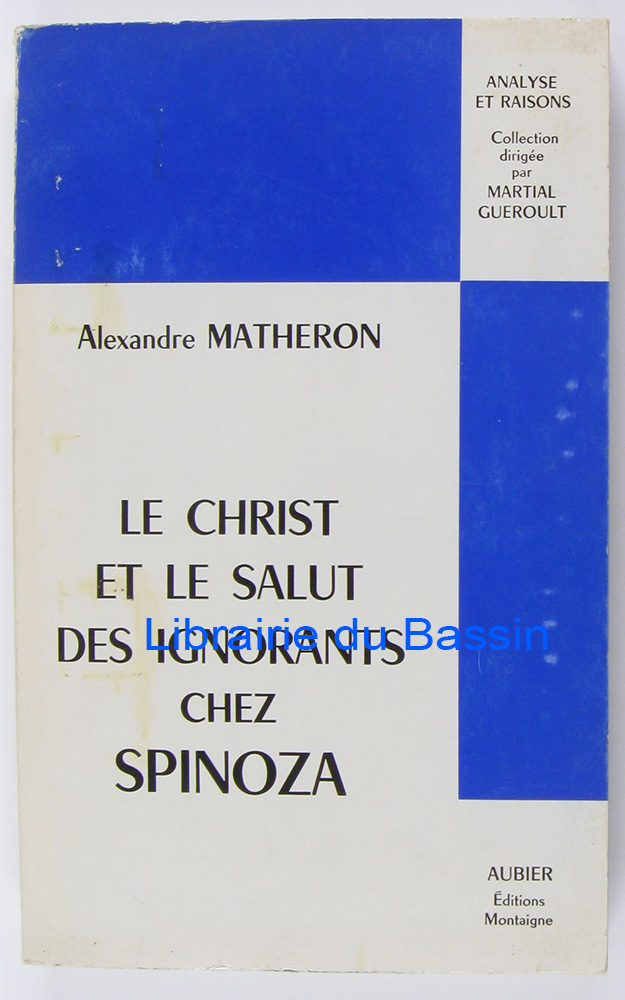 ANALYSE
ET RAISONS
Collection
dirigée
par
MARTIAL
GUEROULT
Alexandre MATHERON
LE CHRIST
ET LE SALUT
DES IGNORANTS
Librairie du Bassin
CHEZ
SPINOZA
AUBIER
Éditions
Montaigne